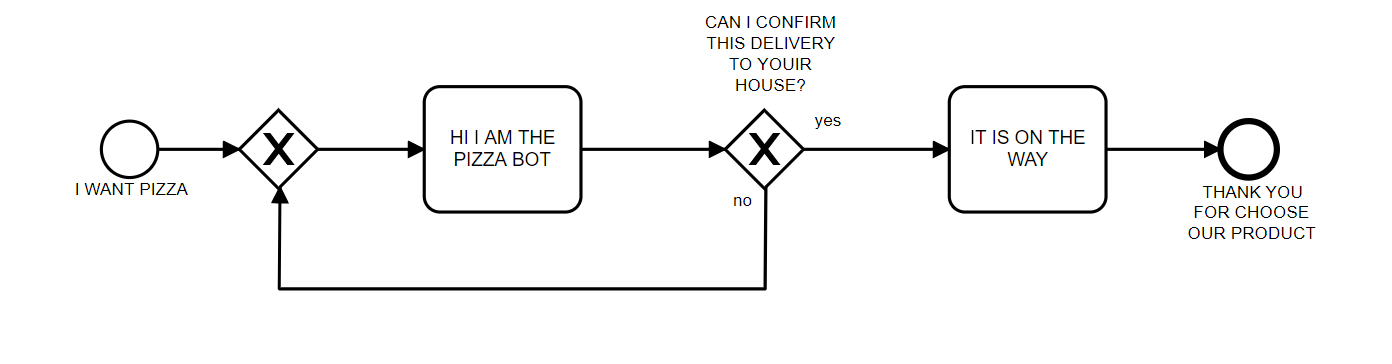 CAN I CONFIRM
THIS DELIVERY
TO YOUIR
HOUSE?
I WANT PIZZA
X
HI I AM THE
PIZZA BOT
X
yes
no
IT IS ON THE
WAY
THANK YOU
FOR CHOOSE
OUR PRODUCT